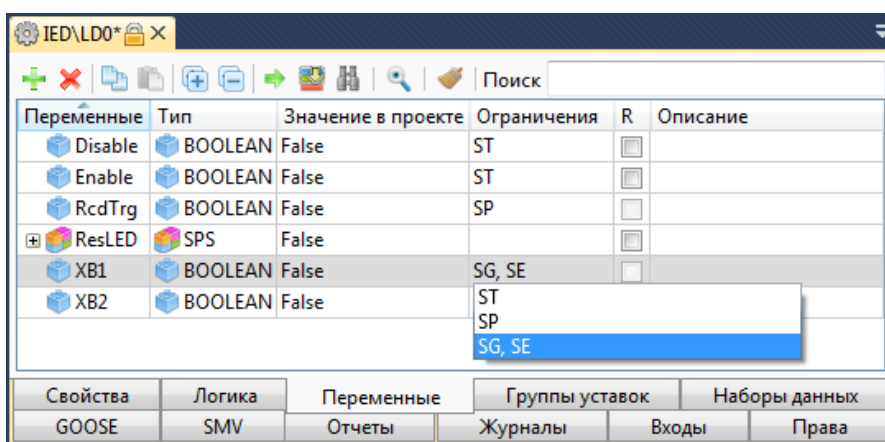 IED\LD0*
Поиск
Переменные Тип Значение в проекте Ограничения R Описание
Disable BOOLEAN False ST
Enable BOOLEAN False ST
RcdTrg BOOLEAN False SP
ResLED SPS False
XB1 BOOLEAN False SG, SE
XB2 BOOLEAN False
ST
SP
SG, SE
Свойства Логика Переменные Группы уставок Наборы данных
GOOSE SMV Отчеты Журналы Входы Права